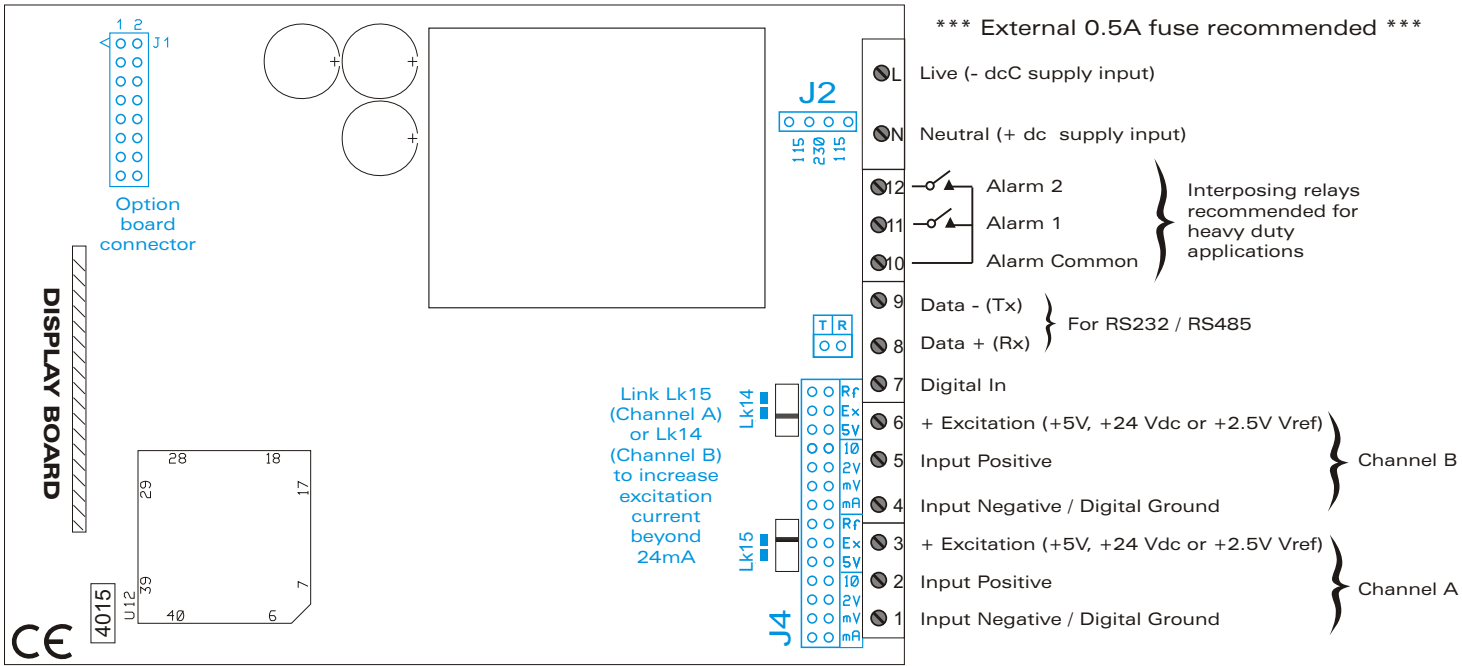 *** External 0.5A fuse recommended ***
1 2
J1
Option
board
connector
DISPLAY BOARD
28 18
29
17
39
7
40 6
U12
4015
CE
J2
115
230
115
T R
Link Lk15
(Channel A)
or Lk14
(Channel B)
to increase
excitation
current
beyond
24mA
Lk14
Lk15
J4
Rf
Ex
5V
10
2V
mV
mA
Rf
Ex
5V
10
2V
mV
mA
L Live (- dcC supply input)
N Neutral (+ dc supply input)
12 Alarm 2
11 Alarm 1
10 Alarm Common
Interposing relays
recommended for
heavy duty
applications
9 Data - (Tx)
8 Data + (Rx)
For RS232 / RS485
7 Digital In
6 + Excitation (+5V, +24 Vdc or +2.5V Vref)
5 Input Positive
4 Input Negative / Digital Ground
Channel B
3 + Excitation (+5V, +24 Vdc or +2.5V Vref)
2 Input Positive
1 Input Negative / Digital Ground
Channel A